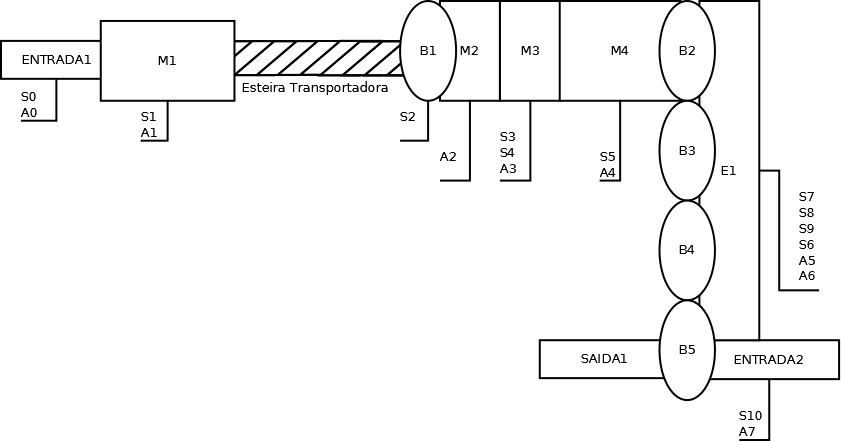 ENTRADA1
M1
Esteira Transportadora
B1
M2
M3
M4
B2
S0
A0
S1
A1
S2
A2
S3
S4
A3
S5
A4
B3
E1
S7
S8
S9
S6
A5
A6
B4
SAIDA1
B5
ENTRADA2
S10
A7